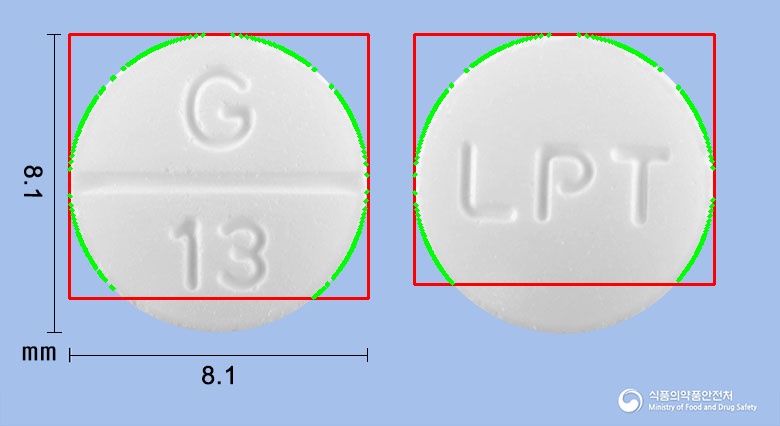 G
LPT
8.1
13
mm
8.1
식품의약품안전처
Ministry of Food and Drug Safety